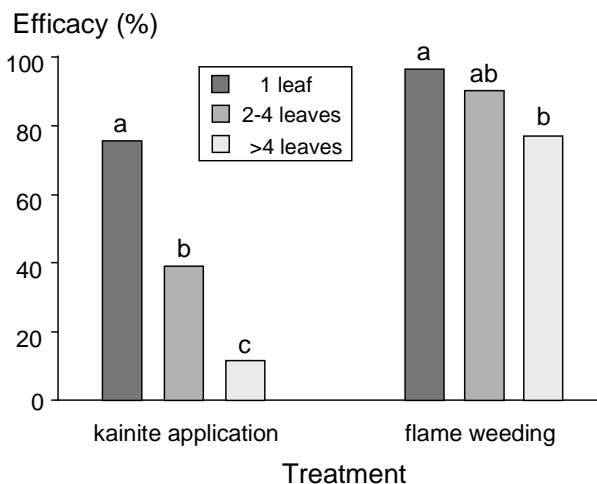 Efficacy (%)
100
80
60
40
20
0
1 leaf
2-4 leaves
>4 leaves
a
b
c
a
ab
b
kainite application
flame weeding
Treatment